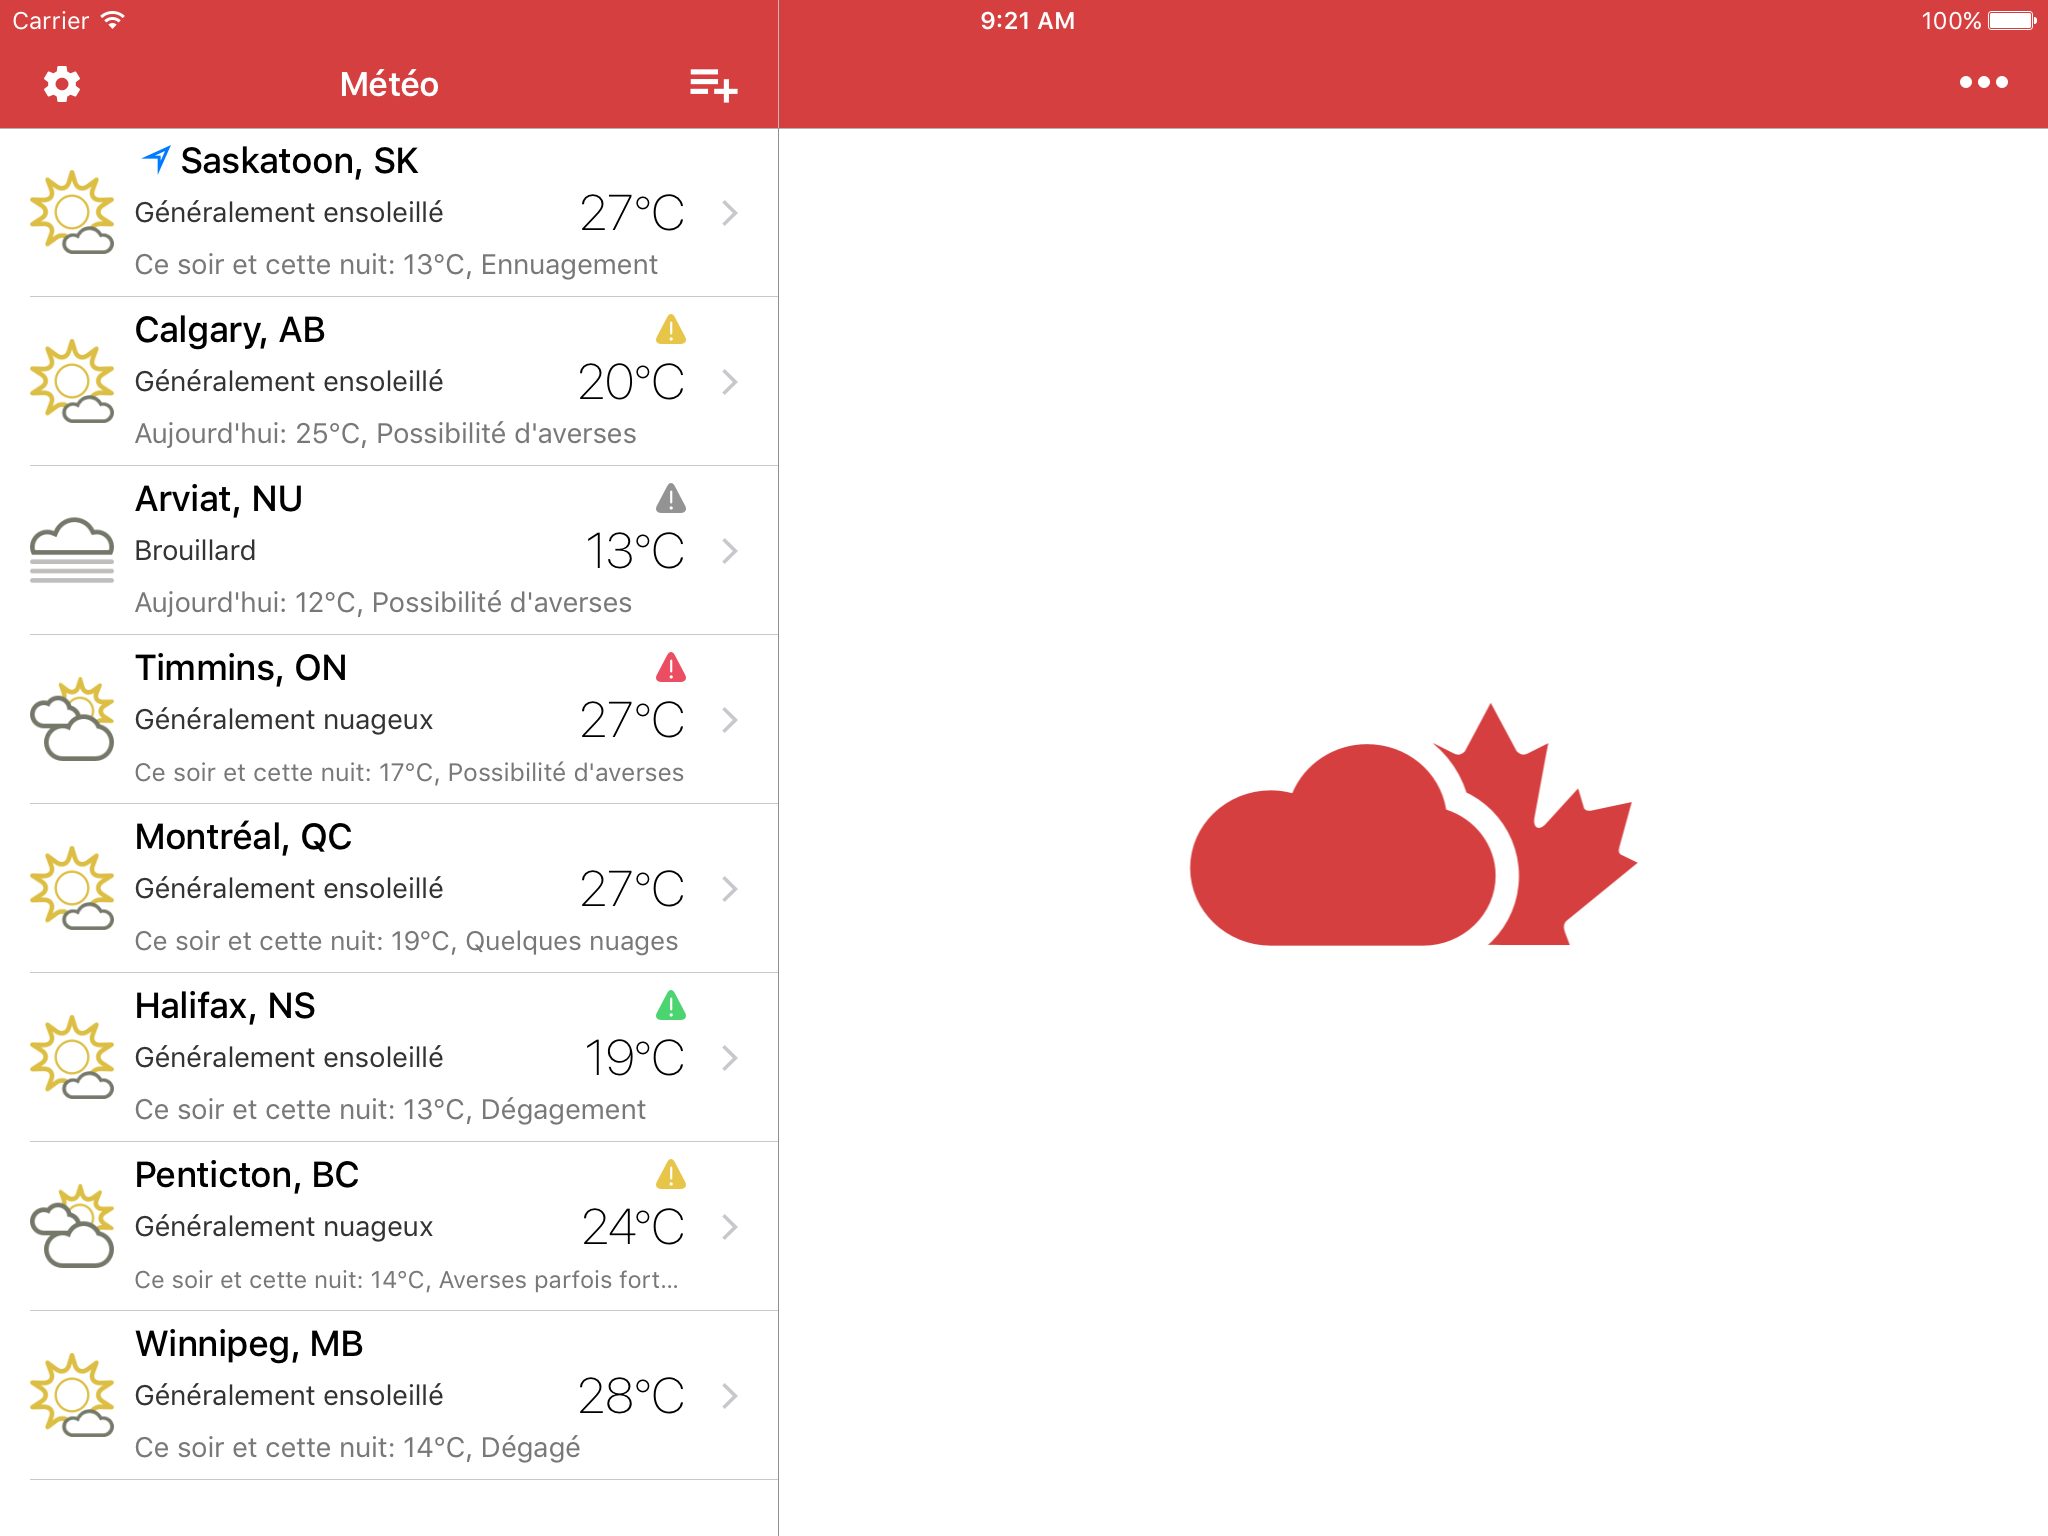 Carrier
9:21 AM
100%
Météo
Saskatoon, SK
Généralement ensoleillé
27°C
Ce soir et cette nuit: 13°C, Ennuagement
Calgary, AB
Généralement ensoleillé
20°C
Aujourd'hui: 25°C, Possibilité d'averses
Arviat, NU
Brouillard
13°C
Aujourd'hui: 12°C, Possibilité d'averses
Timmins, ON
Généralement nuageux
27°C
Ce soir et cette nuit: 17°C, Possibilité d'averses
Montréal, QC
Généralement ensoleillé
27°C
Ce soir et cette nuit: 19°C, Quelques nuages
Halifax, NS
Généralement ensoleillé
19°C
Ce soir et cette nuit: 13°C, Dégagement
Penticton, BC
Généralement nuageux
24°C
Ce soir et cette nuit: 14°C, Averses parfois fort...
Winnipeg, MB
Généralement ensoleillé
28°C
Ce soir et cette nuit: 14°C, Dégagé